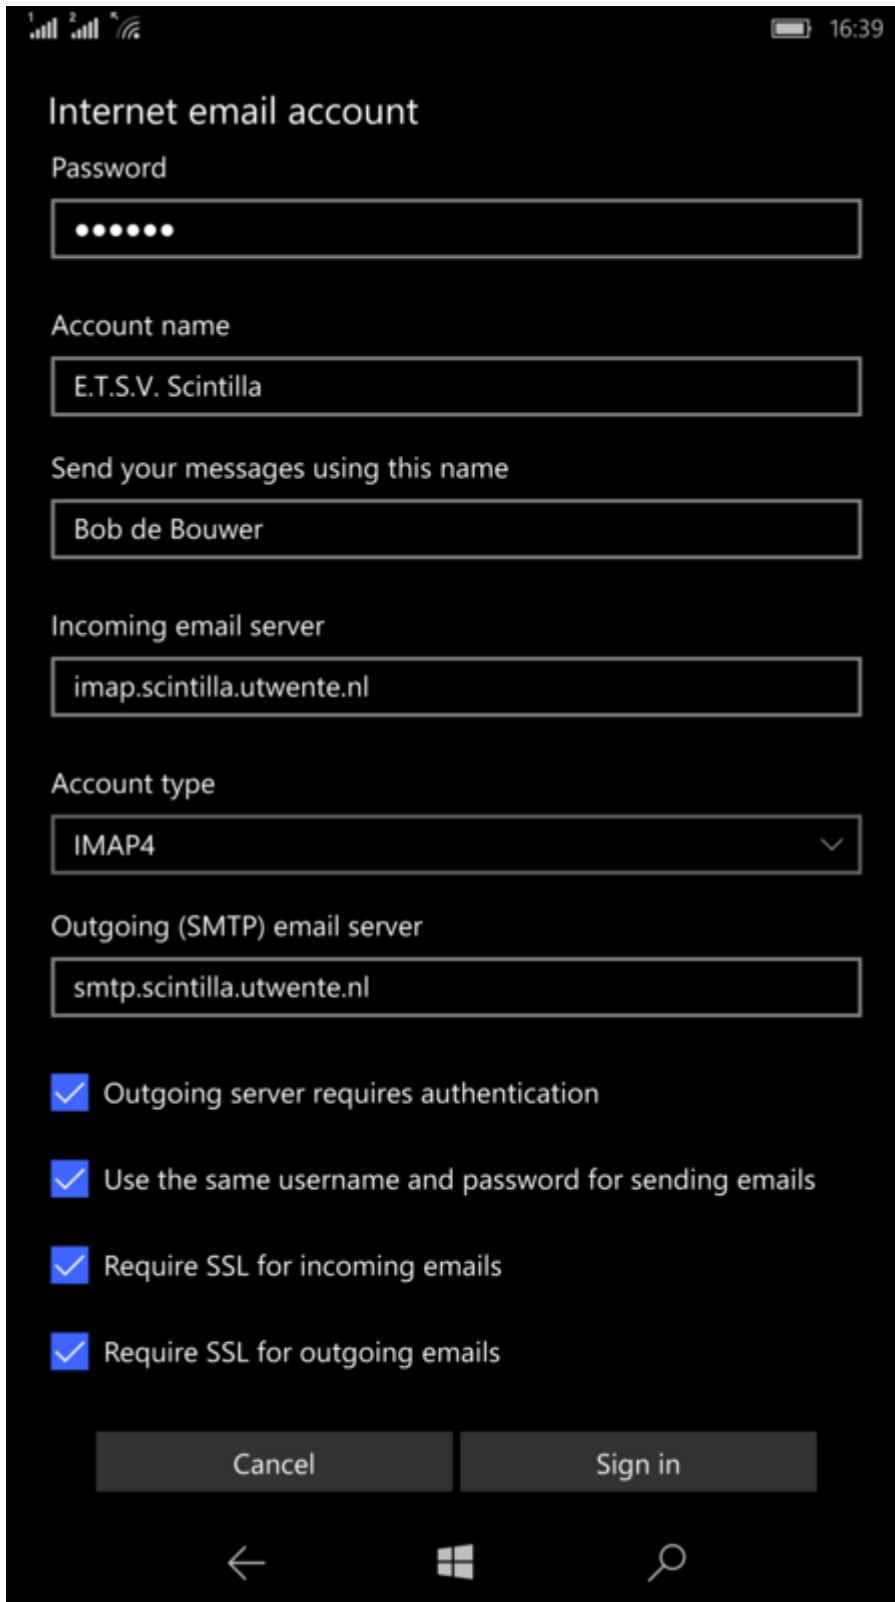 1 2 16:39
Internet email account
Password
••••••
Account name
E.T.S.V. Scintilla
Send your messages using this name
Bob de Bouwer
Incoming email server
imap.scintilla.utwente.nl
Account type
IMAP4
Outgoing (SMTP) email server
smtp.scintilla.utwente.nl
Outgoing server requires authentication
Use the same username and password for sending emails
Require SSL for incoming emails
Require SSL for outgoing emails
Cancel Sign in